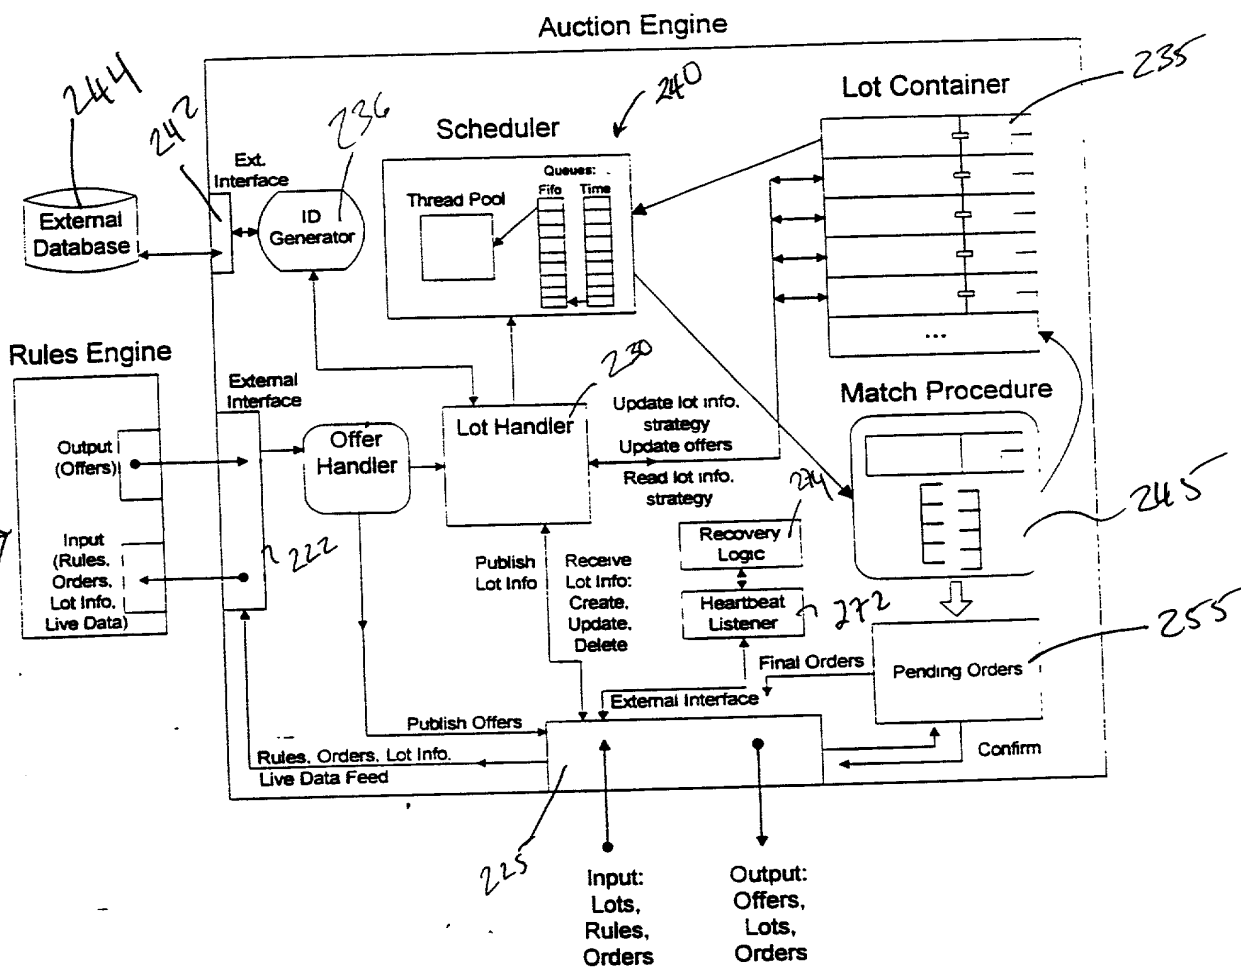 Auction Engine
244
242
236
240
235
Lot Container
Scheduler
Ext.
Interface
External
Database
ID
Generator
Queues:
Thread Pool
Fifo
Time
...
Rules Engine
External
Interface
230
Match Procedure
Output
(Offers)
Offer
Handler
Lot Handler
Update lot info,
strategy
Update offers
Read lot info,
strategy
274
245
Input
(Rules,
Orders,
Lot Info,
Live Data)
222
Publish
Lot Info
Receive
Lot Info:
Create,
Update,
Delete
Recovery
Logic
Heartbeat
Listener
272
255
Final Orders
Pending Orders
External Interface
Publish Offers
Rules, Orders, Lot Info,
Live Data Feed
Confirm
225
Input:
Lots,
Rules,
Orders
Output:
Offers,
Lots,
Orders